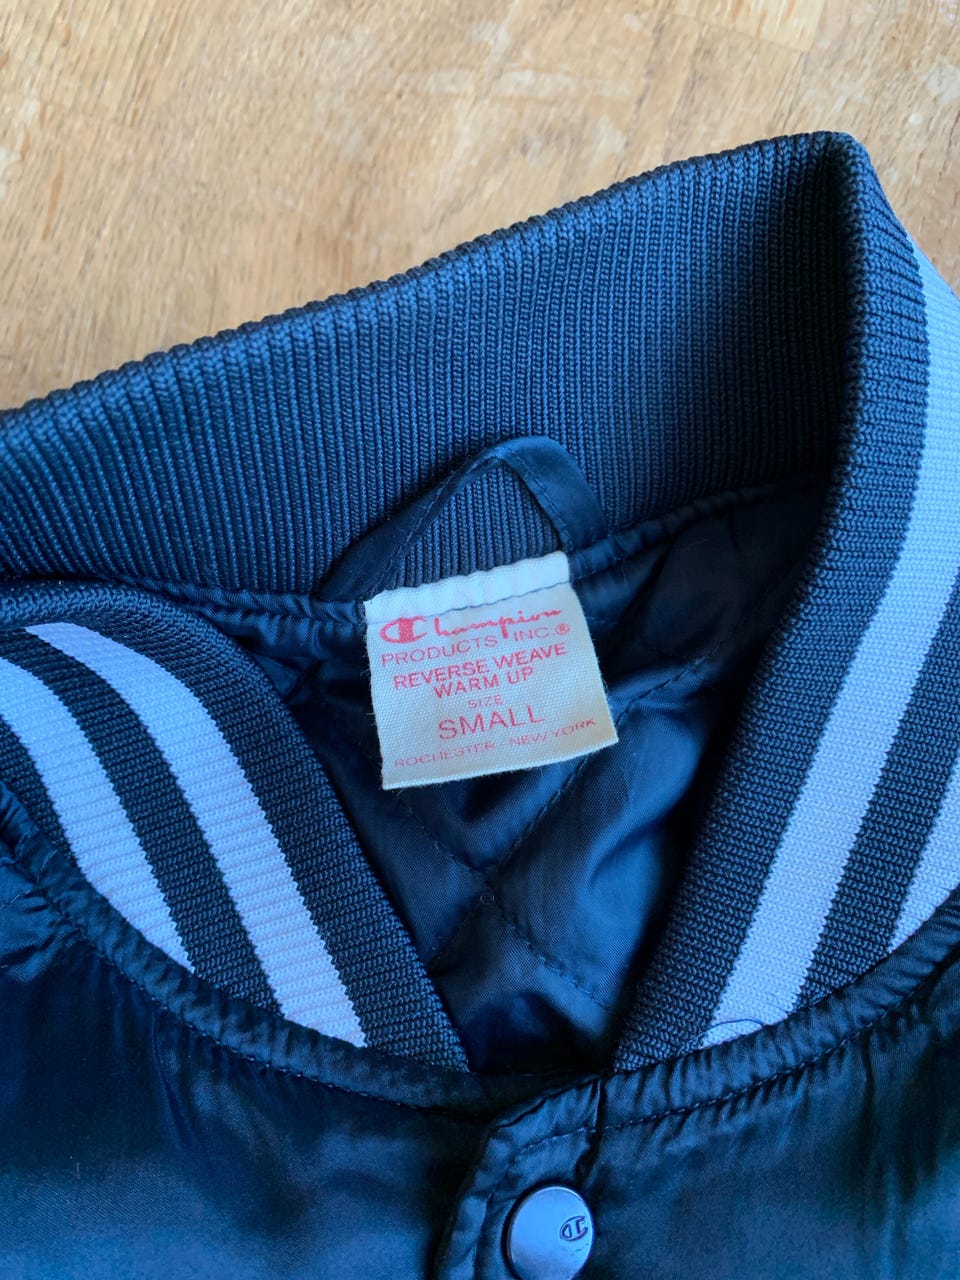 Champion
PRODUCTS INC.®
REVERSE WEAVE
WARM UP
SIZE
SMALL
ROCHESTER NEW YORK